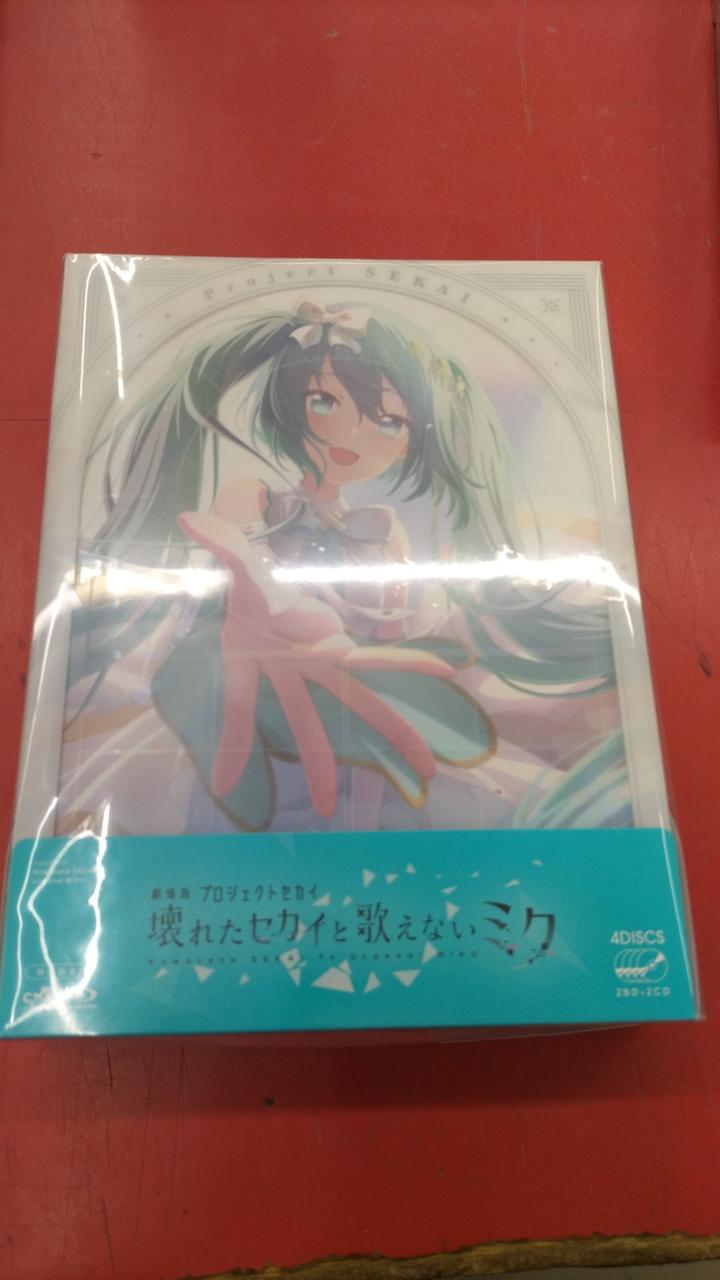 Project SEKAI
劇場版 プロジェクトセカイ
壊れたセカイと歌えないミク
4DISCS
2BD+2CD